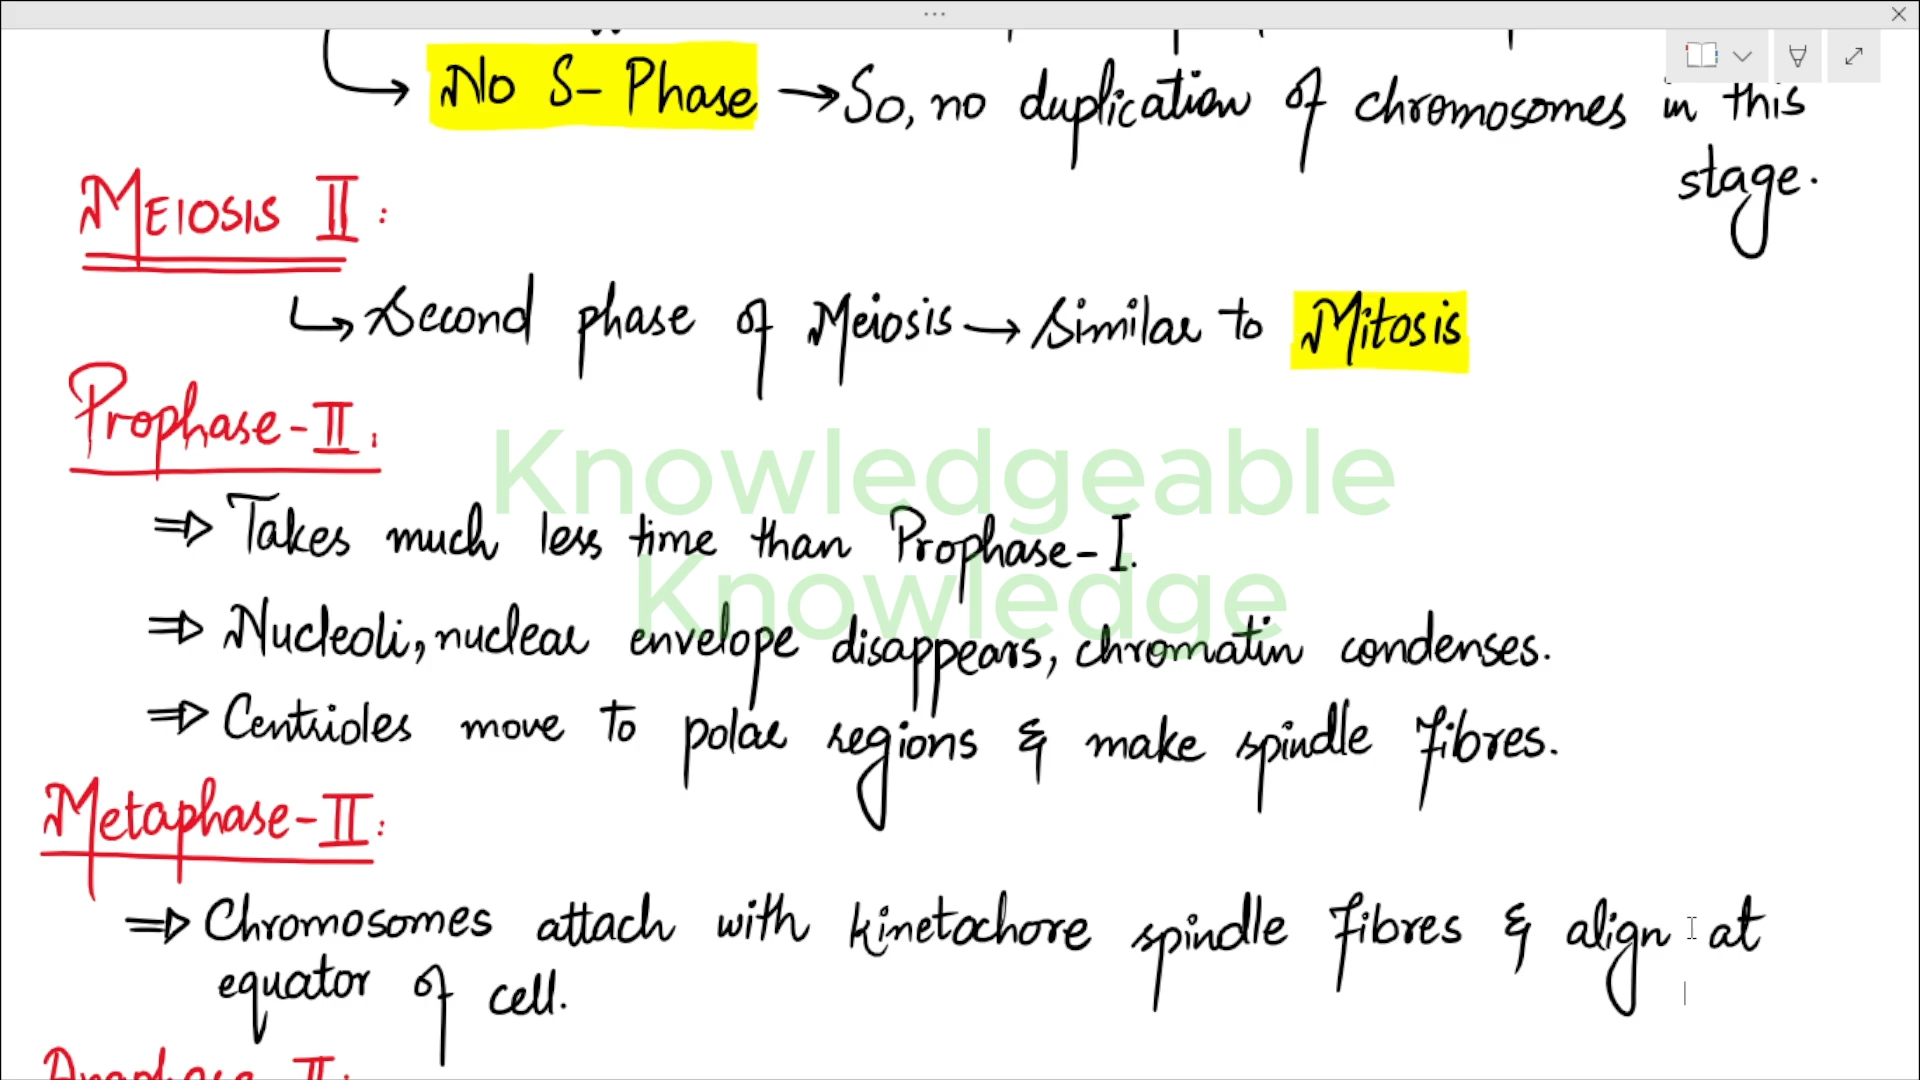 No S-Phase → So, no duplication of chromosomes in this
stage.
MEIOSIS II:
↳ Second phase of Meiosis → Similar to Mitosis
Prophase-II:
Knowledgeable
⇒ Takes much less time than Prophase-I.
Knowledge
⇒ Nucleoli, nuclear envelope disappears, chromatin condenses.
⇒ Centrioles move to polar regions & make spindle fibres.
Metaphase-II:
⇒ Chromosomes attach with kinetochore spindle fibres & align at
equator of cell.
Anaphase II: